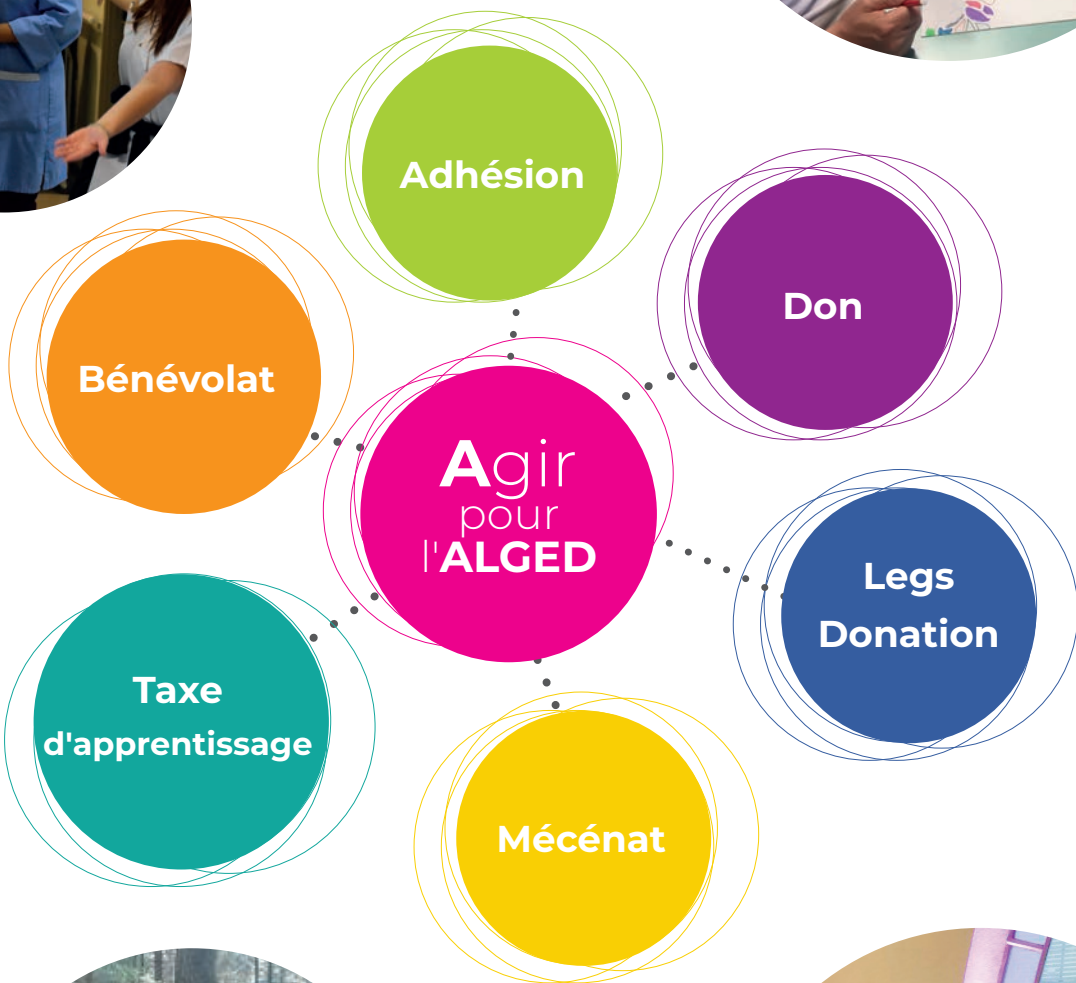 Adhésion
Don
Bénévolat
Agir
pour
l'ALGED
Legs
Donation
Taxe
d'apprentissage
Mécénat